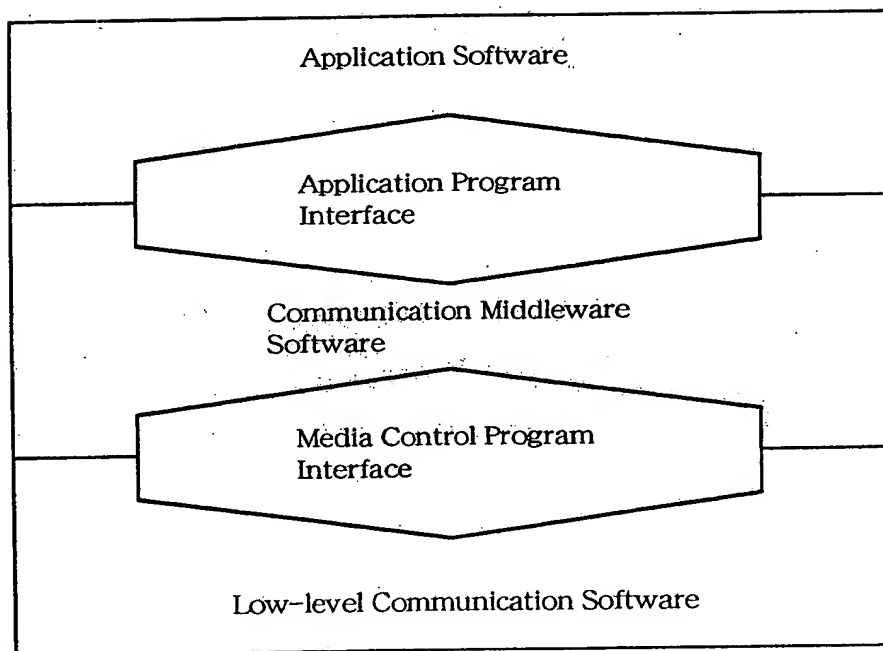 Application Software
Application Program
Interface
Communication Middleware
Software
Media Control Program
Interface
Low-level Communication Software